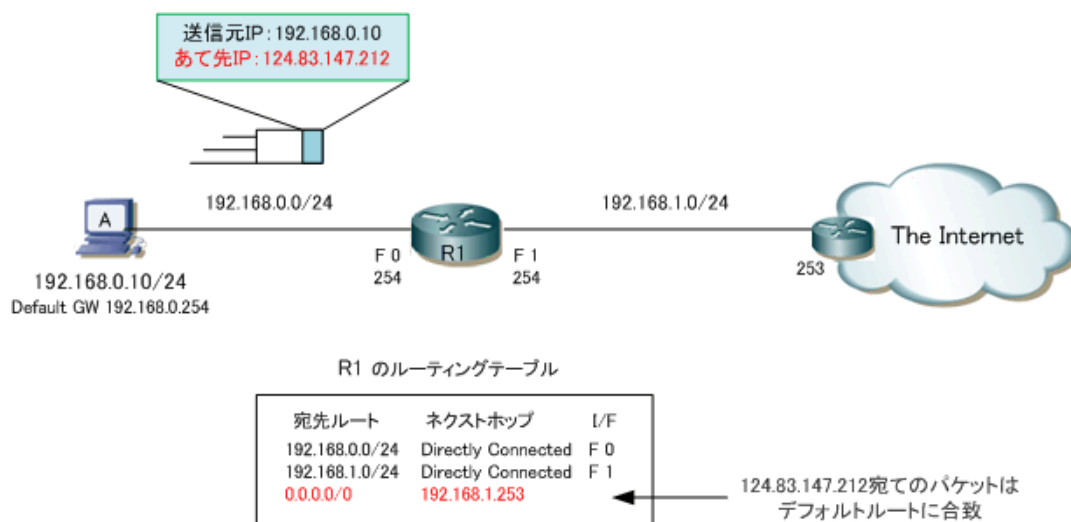 送信元IP：192.168.0.10
あて先IP：124.83.147.212
192.168.0.0/24
192.168.1.0/24
A
R1
The Internet
F 0
254
F 1
254
253
192.168.0.10/24
Default GW 192.168.0.254
R1 のルーティングテーブル
宛先ルート ネクストホップ I/F
192.168.0.0/24 Directly Connected F 0
192.168.1.0/24 Directly Connected F 1
0.0.0.0/0 192.168.1.253
124.83.147.212宛てのパケットは
デフォルトルートに合致